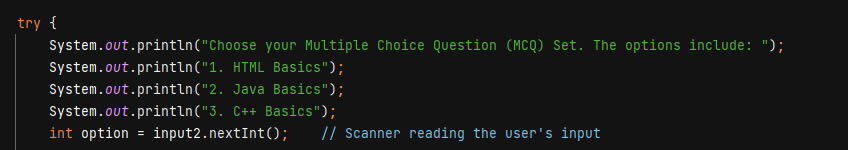 try {
    System.out.println("Choose your Multiple Choice Question (MCQ) Set. The options include: ");
    System.out.println("1. HTML Basics");
    System.out.println("2. Java Basics");
    System.out.println("3. C++ Basics");
    int option = input2.nextInt();    // Scanner reading the user's input